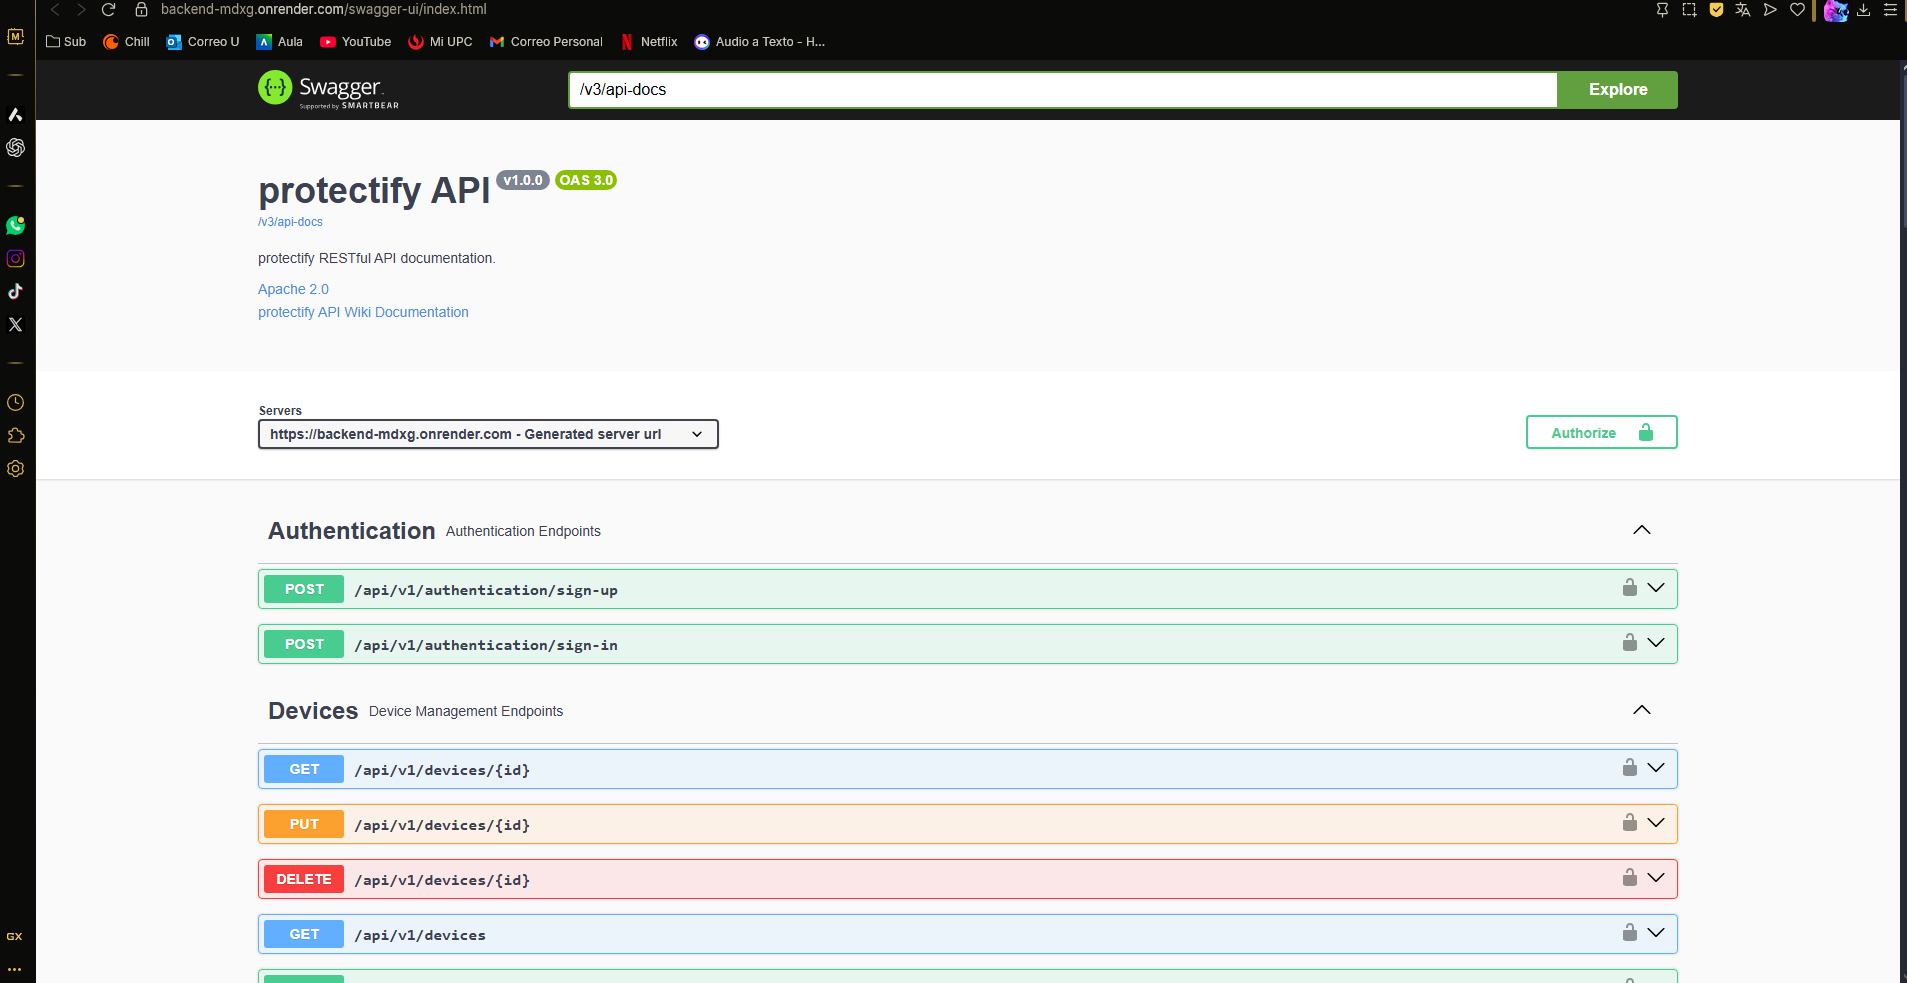 backend-mdxg.onrender.com/swagger-ui/index.html
Sub Chill Correo U Aula YouTube Mi UPC Correo Personal Netflix Audio a Texto - H...
Swagger
Supported by SMARTBEAR
/v3/api-docs
Explore
protectify API v1.0.0 OAS 3.0
/v3/api-docs
protectify RESTful API documentation.
Apache 2.0
protectify API Wiki Documentation
Servers
https://backend-mdxg.onrender.com - Generated server url
Authorize
Authentication Authentication Endpoints
POST /api/v1/authentication/sign-up
POST /api/v1/authentication/sign-in
Devices Device Management Endpoints
GET /api/v1/devices/{id}
PUT /api/v1/devices/{id}
DELETE /api/v1/devices/{id}
GET /api/v1/devices
GX